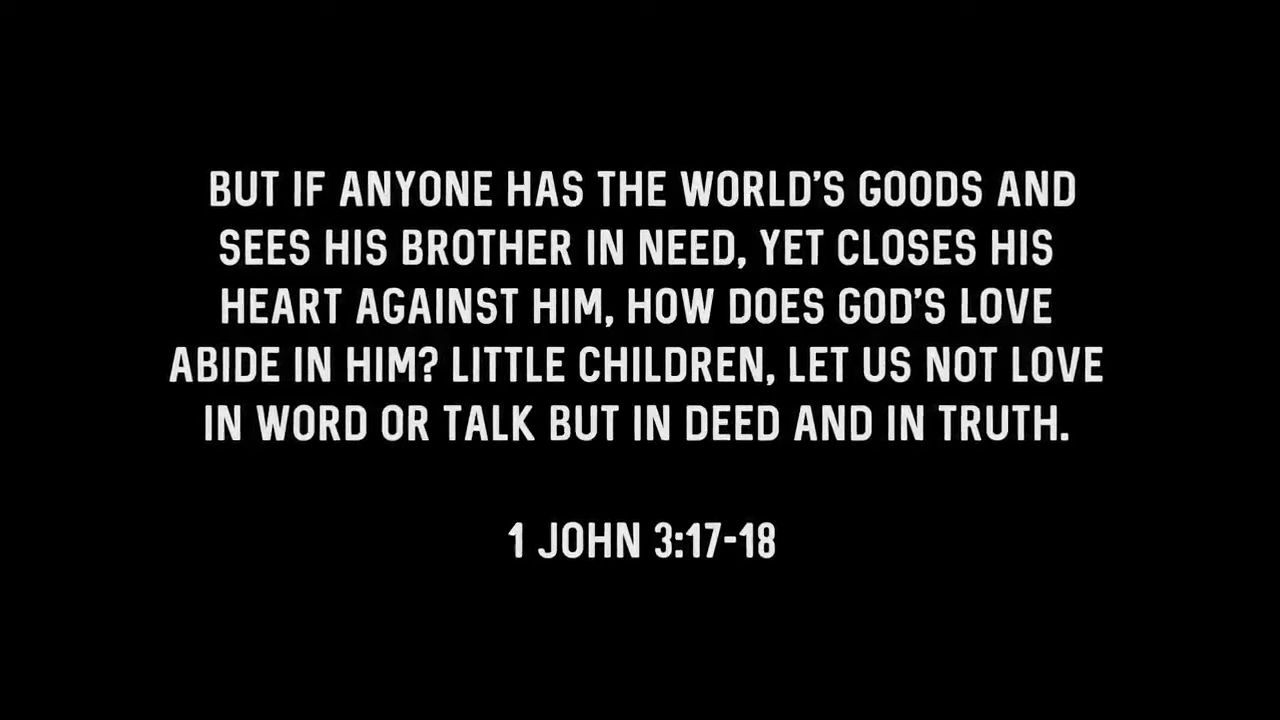 BUT IF ANYONE HAS THE WORLD’S GOODS AND
SEES HIS BROTHER IN NEED, YET CLOSES HIS
HEART AGAINST HIM, HOW DOES GOD’S LOVE
ABIDE IN HIM? LITTLE CHILDREN, LET US NOT LOVE
IN WORD OR TALK BUT IN DEED AND IN TRUTH.
1 JOHN 3:17-18